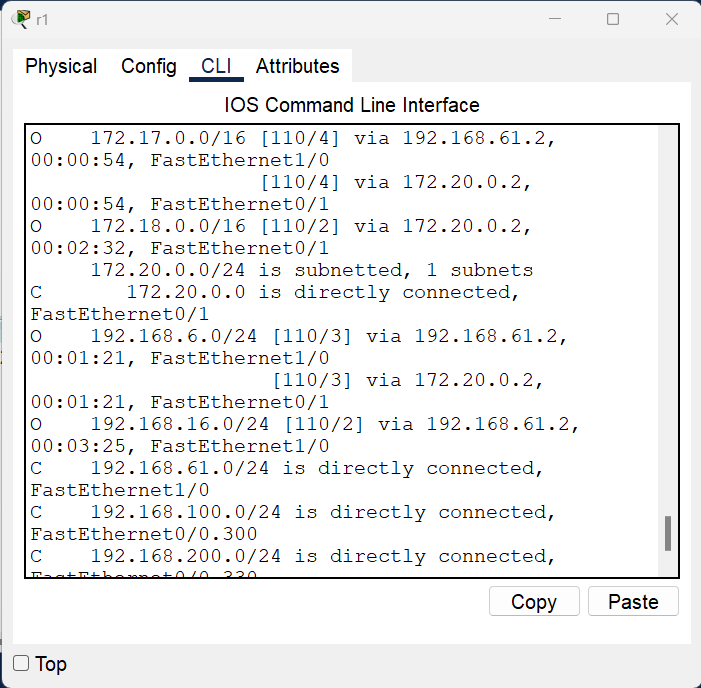 r1
Physical Config CLI Attributes
IOS Command Line Interface
O    172.17.0.0/16 [110/4] via 192.168.61.2,
00:00:54, FastEthernet1/0
                   [110/4] via 172.20.0.2,
00:00:54, FastEthernet0/1
O    172.18.0.0/16 [110/2] via 172.20.0.2,
00:02:32, FastEthernet0/1
     172.20.0.0/24 is subnetted, 1 subnets
C       172.20.0.0 is directly connected,
FastEthernet0/1
O    192.168.6.0/24 [110/3] via 192.168.61.2,
00:01:21, FastEthernet1/0
                    [110/3] via 172.20.0.2,
00:01:21, FastEthernet0/1
O    192.168.16.0/24 [110/2] via 192.168.61.2,
00:03:25, FastEthernet1/0
C    192.168.61.0/24 is directly connected,
FastEthernet1/0
C    192.168.100.0/24 is directly connected,
FastEthernet0/0.300
C    192.168.200.0/24 is directly connected,
Copy Paste
Top